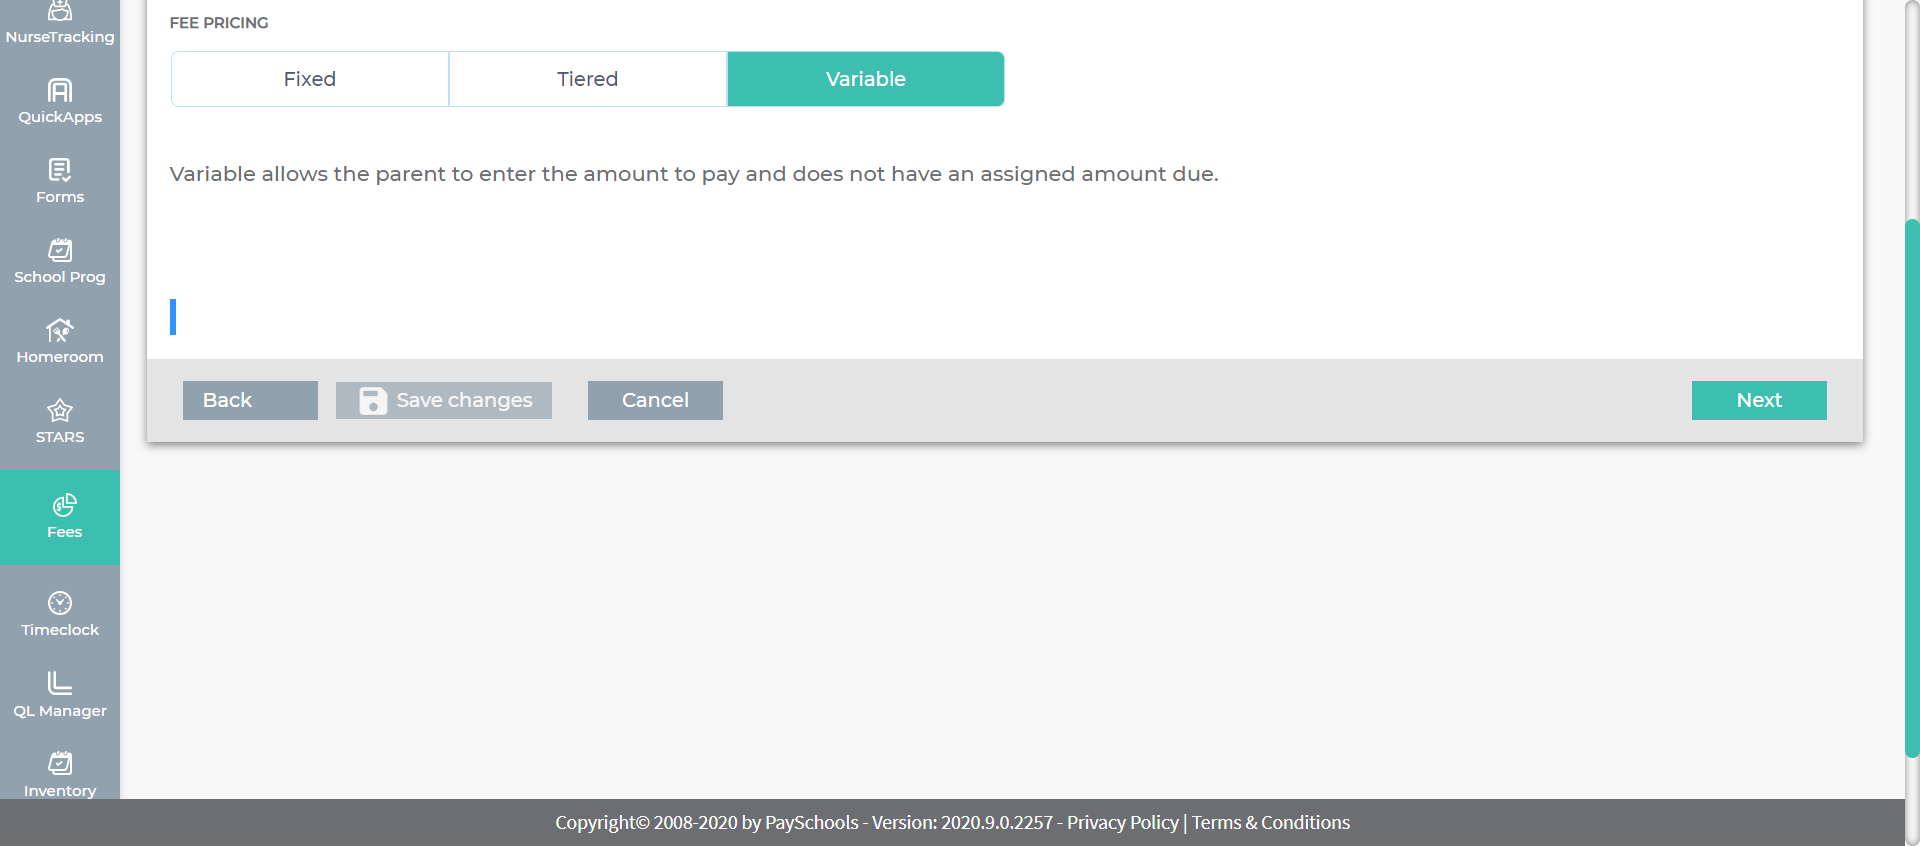 NurseTracking
QuickApps
Forms
School Prog
Homeroom
STARS
Fees
Timeclock
QL Manager
Inventory
FEE PRICING
Fixed
Tiered
Variable
Variable allows the parent to enter the amount to pay and does not have an assigned amount due.
Back
Save changes
Cancel
Next
Copyright© 2008-2020 by PaySchools - Version: 2020.9.0.2257 - Privacy Policy | Terms & Conditions